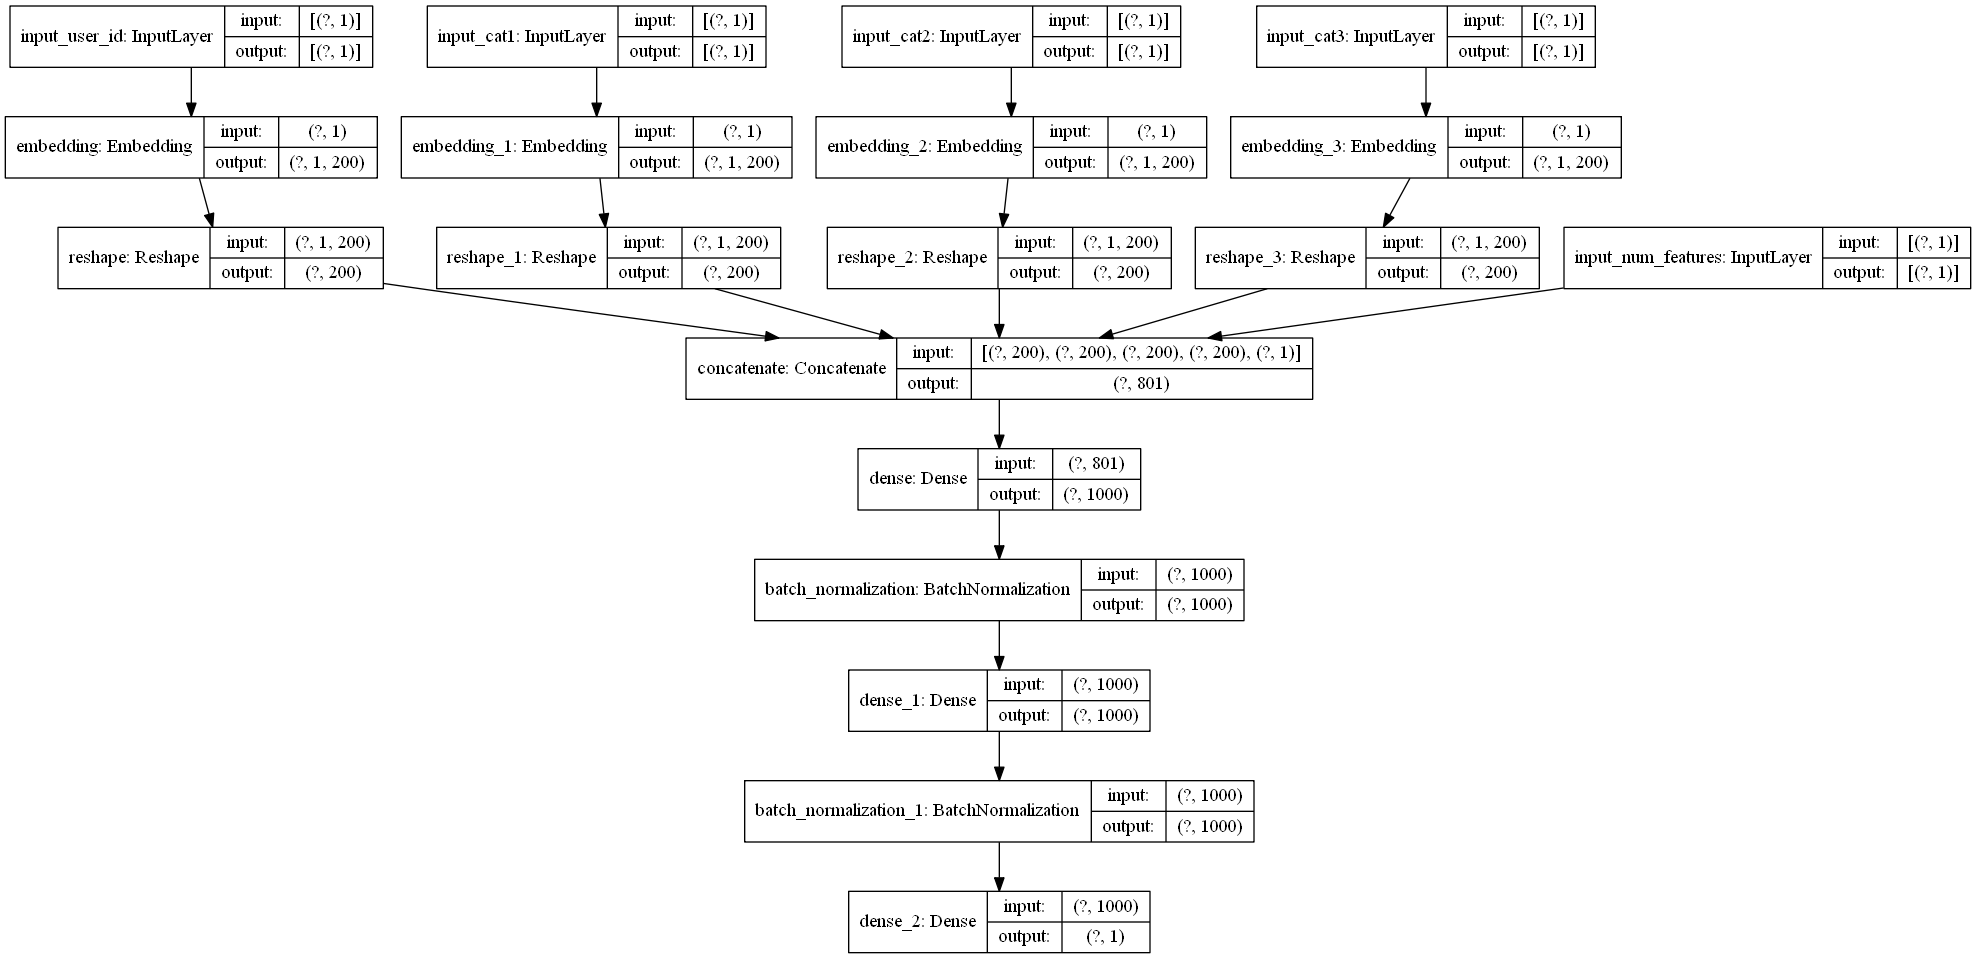 input_user_id: InputLayer input: [(?, 1)] output: [(?, 1)]
input_cat1: InputLayer input: [(?, 1)] output: [(?, 1)]
input_cat2: InputLayer input: [(?, 1)] output: [(?, 1)]
input_cat3: InputLayer input: [(?, 1)] output: [(?, 1)]
embedding: Embedding input: (?, 1) output: (?, 1, 200)
embedding_1: Embedding input: (?, 1) output: (?, 1, 200)
embedding_2: Embedding input: (?, 1) output: (?, 1, 200)
embedding_3: Embedding input: (?, 1) output: (?, 1, 200)
reshape: Reshape input: (?, 1, 200) output: (?, 200)
reshape_1: Reshape input: (?, 1, 200) output: (?, 200)
reshape_2: Reshape input: (?, 1, 200) output: (?, 200)
reshape_3: Reshape input: (?, 1, 200) output: (?, 200)
input_num_features: InputLayer input: [(?, 1)] output: [(?, 1)]
concatenate: Concatenate input: [(?, 200), (?, 200), (?, 200), (?, 200), (?, 1)] output: (?, 801)
dense: Dense input: (?, 801) output: (?, 1000)
batch_normalization: BatchNormalization input: (?, 1000) output: (?, 1000)
dense_1: Dense input: (?, 1000) output: (?, 1000)
batch_normalization_1: BatchNormalization input: (?, 1000) output: (?, 1000)
dense_2: Dense input: (?, 1000) output: (?, 1)